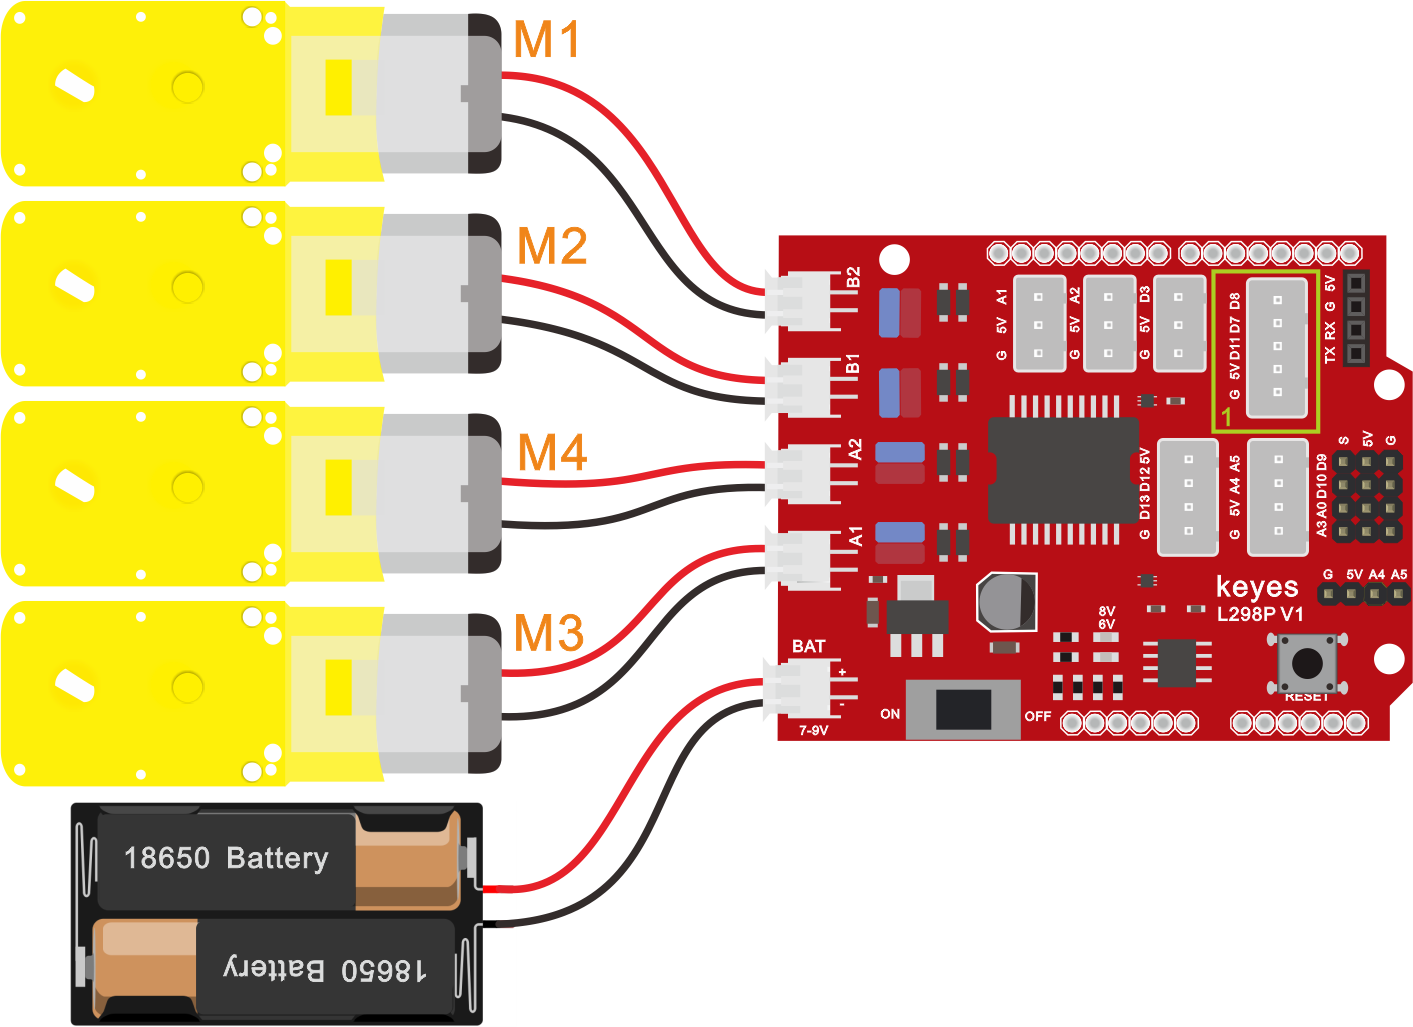 M1
M2
M4
M3
18650 Battery
18650 Battery
B2
B1
A2
A1
BAT
+
-
7-9V
ON
OFF
G 5V A1
G 5V A2
G 5V D3
G 5V D11 D7 D8
1
TX RX G 5V
G D13 D12 5V
G 5V A4 A5
S 5V G
A3 A0 D10 D9
G 5V A4 A5
keyes
L298P V1
8V
6V
RESET